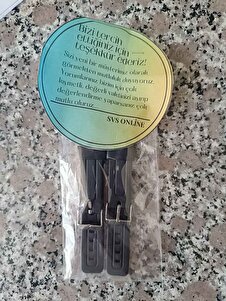 Bizi tercih
ettiğiniz için
teşekkür ederiz!
Sizi yeni bir müşterimiz olarak
görmekten mutluluk duyuyoruz.
Yorumlarınız bizim için çok
kıymetli, değerli vaktinizi ayırıp
değerlendirme yaparsanız çok
mutlu oluruz.
SVS ONLINE